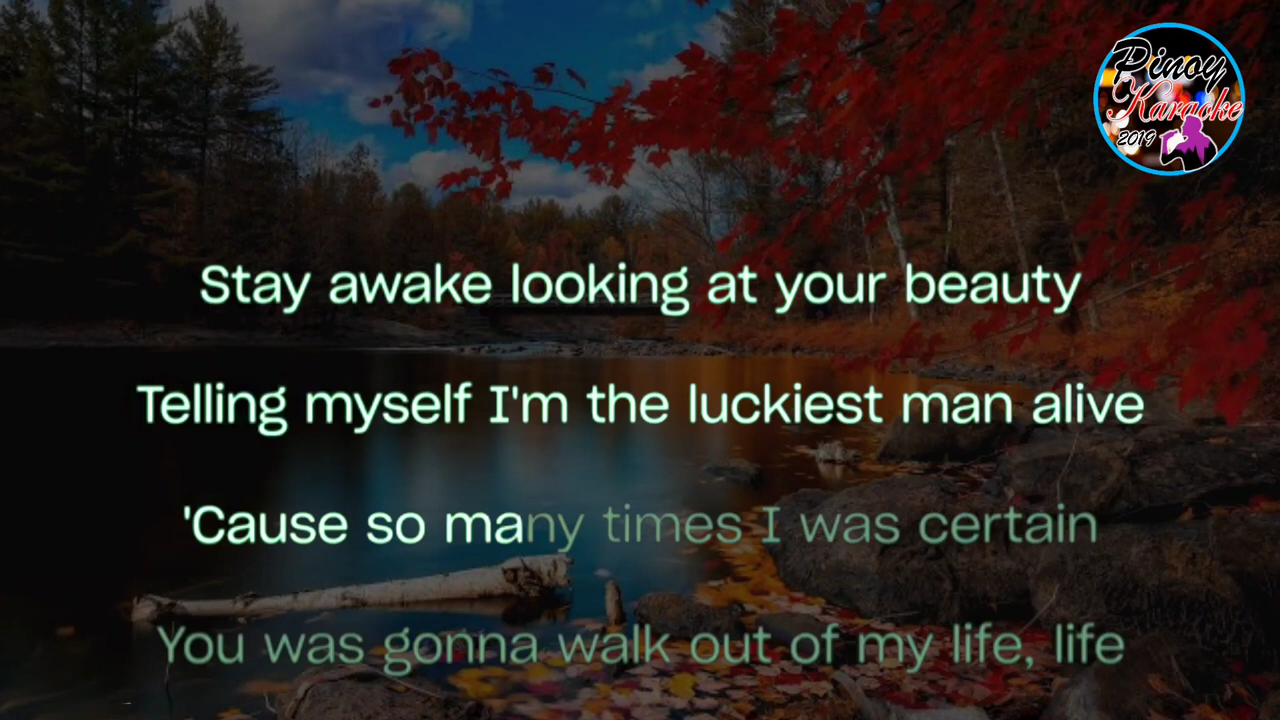 Pinoy
Karaoke
2019
Stay awake looking at your beauty
Telling myself I'm the luckiest man alive
'Cause so many times I was certain
You was gonna walk out of my life, life